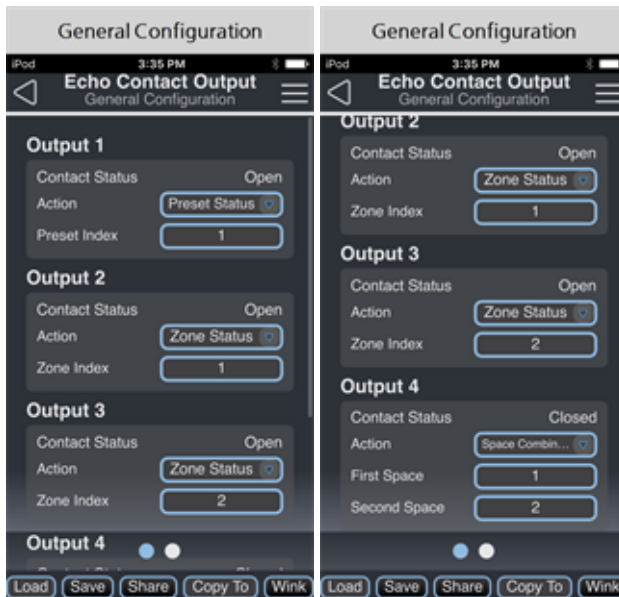 General Configuration
iPod 3:35 PM
Echo Contact Output
General Configuration
Output 1
Contact Status Open
Action Preset Status
Preset Index 1
Output 2
Contact Status Open
Action Zone Status
Zone Index 1
Output 3
Contact Status Open
Action Zone Status
Zone Index 2
Output 4
Load Save Share Copy To Wink
General Configuration
iPod 3:35 PM
Echo Contact Output
General Configuration
Output 2
Contact Status Open
Action Zone Status
Zone Index 1
Output 3
Contact Status Open
Action Zone Status
Zone Index 2
Output 4
Contact Status Closed
Action Space Combin...
First Space 1
Second Space 2
Load Save Share Copy To Wink